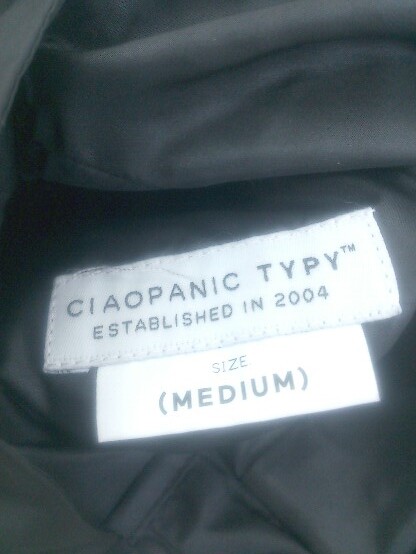 CIAOPANIC TYPY™
ESTABLISHED IN 2004
SIZE
(MEDIUM)